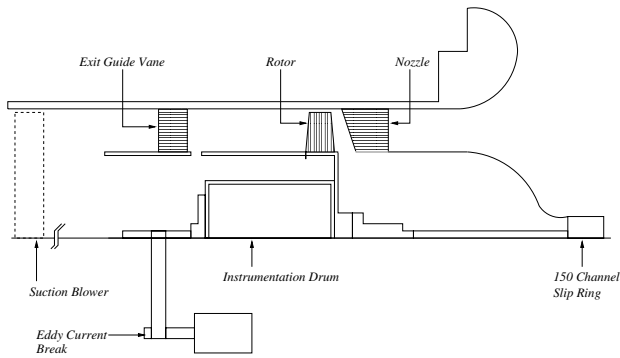 Exit Guide Vane
Rotor
Nozzle
Suction Blower
Instrumentation Drum
150 Channel
Slip Ring
Eddy Current
Break